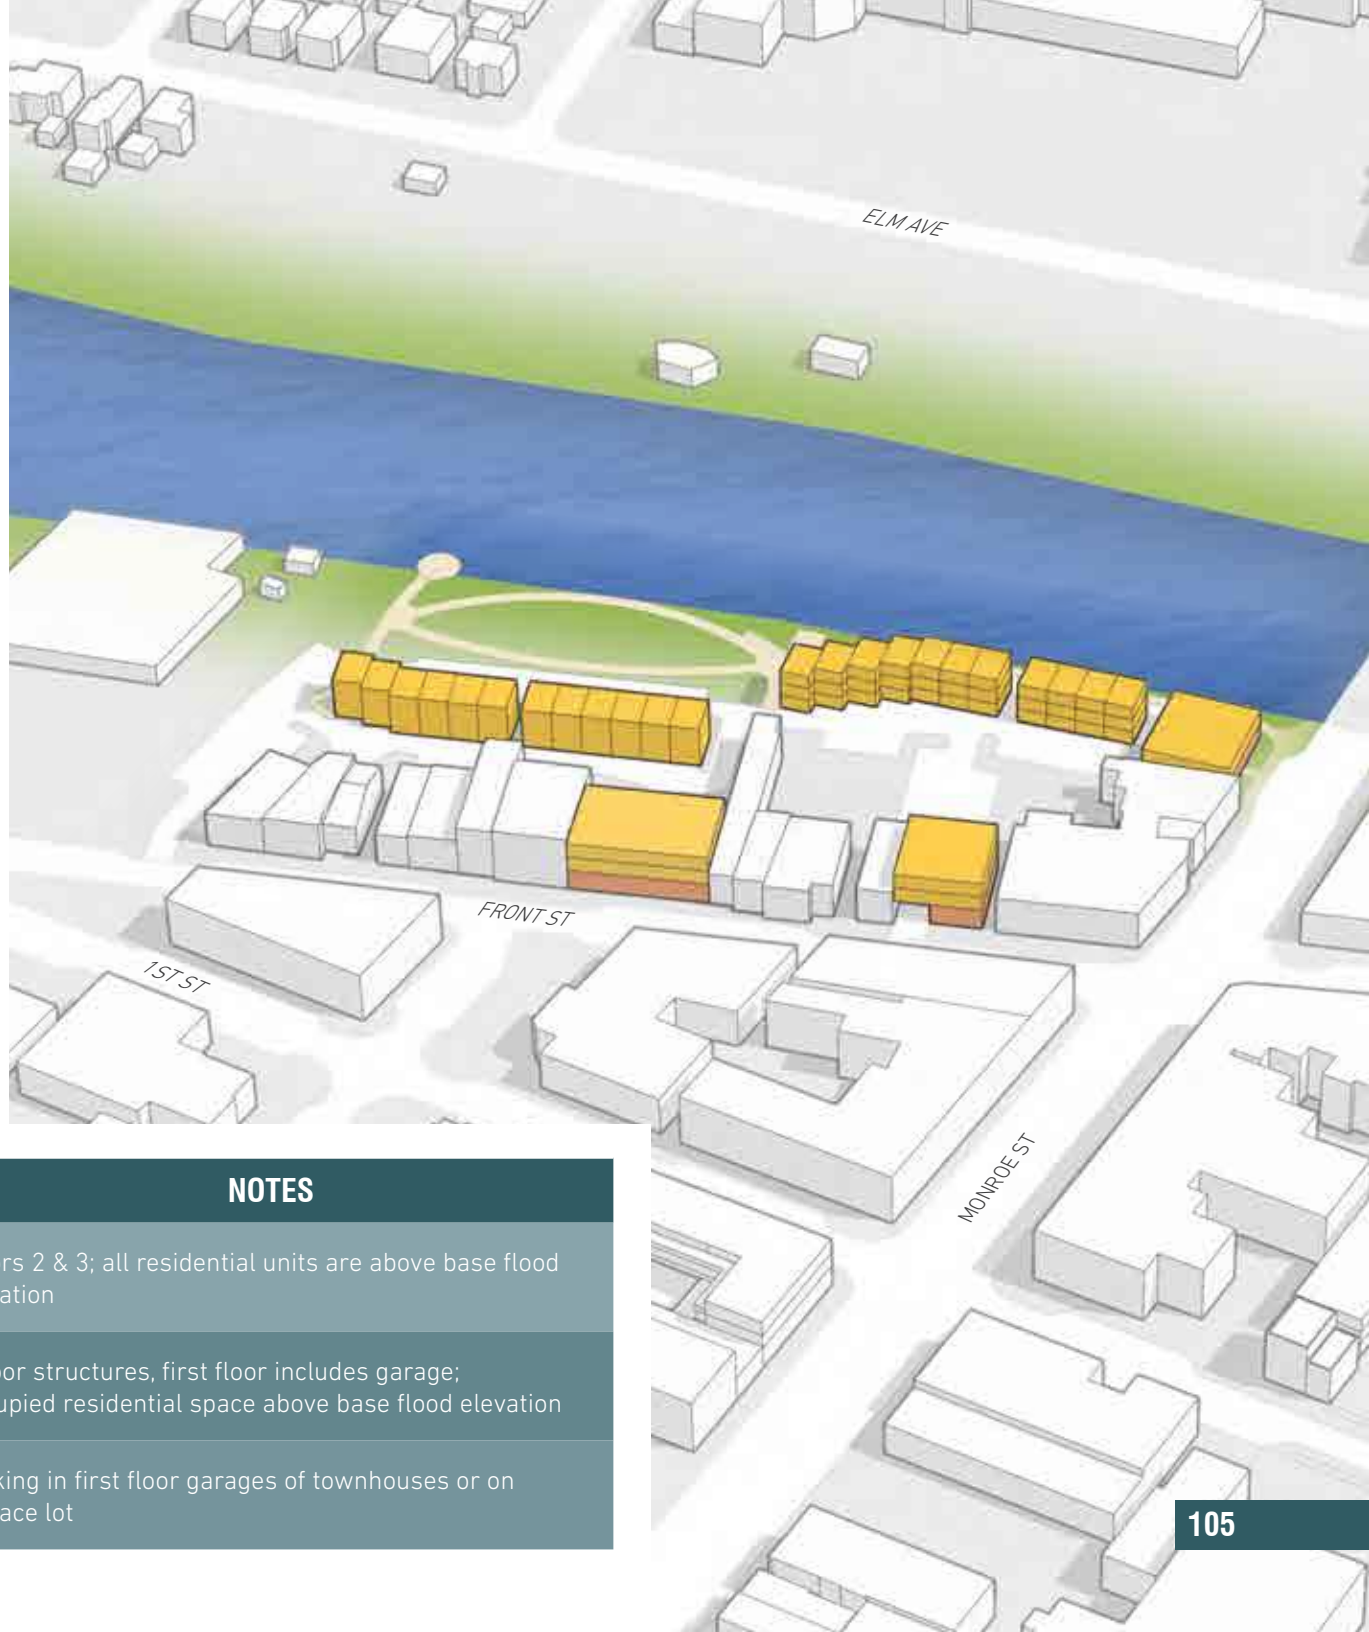 ELM AVE
FRONT ST
1ST ST
MONROE ST
NOTES
rs 2 & 3; all residential units are above base flood
ation
or structures, first floor includes garage;
upied residential space above base flood elevation
king in first floor garages of townhouses or on
ace lot
105